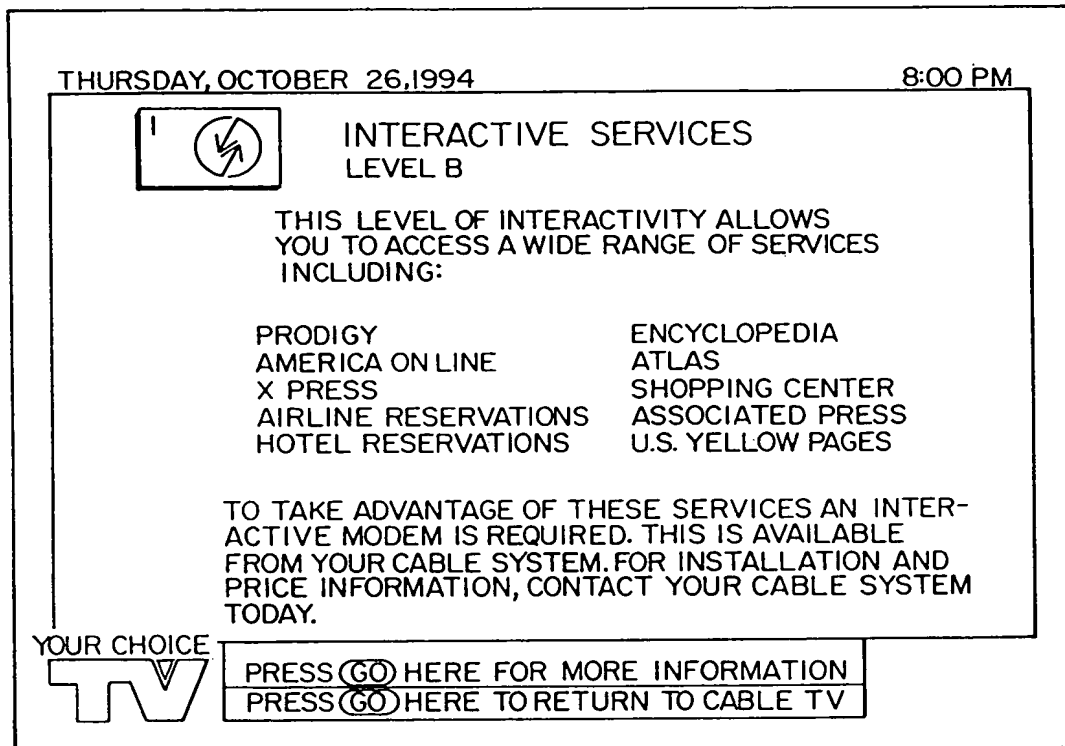 THURSDAY, OCTOBER 26,1994 8:00 PM
I
INTERACTIVE SERVICES
LEVEL B
THIS LEVEL OF INTERACTIVITY ALLOWS
YOU TO ACCESS A WIDE RANGE OF SERVICES
INCLUDING:
PRODIGY ENCYCLOPEDIA
AMERICA ON LINE ATLAS
X PRESS SHOPPING CENTER
AIRLINE RESERVATIONS ASSOCIATED PRESS
HOTEL RESERVATIONS U.S. YELLOW PAGES
TO TAKE ADVANTAGE OF THESE SERVICES AN INTER-
ACTIVE MODEM IS REQUIRED. THIS IS AVAILABLE
FROM YOUR CABLE SYSTEM. FOR INSTALLATION AND
PRICE INFORMATION, CONTACT YOUR CABLE SYSTEM
TODAY.
YOUR CHOICE
TV
PRESS GO HERE FOR MORE INFORMATION
PRESS GO HERE TO RETURN TO CABLE TV